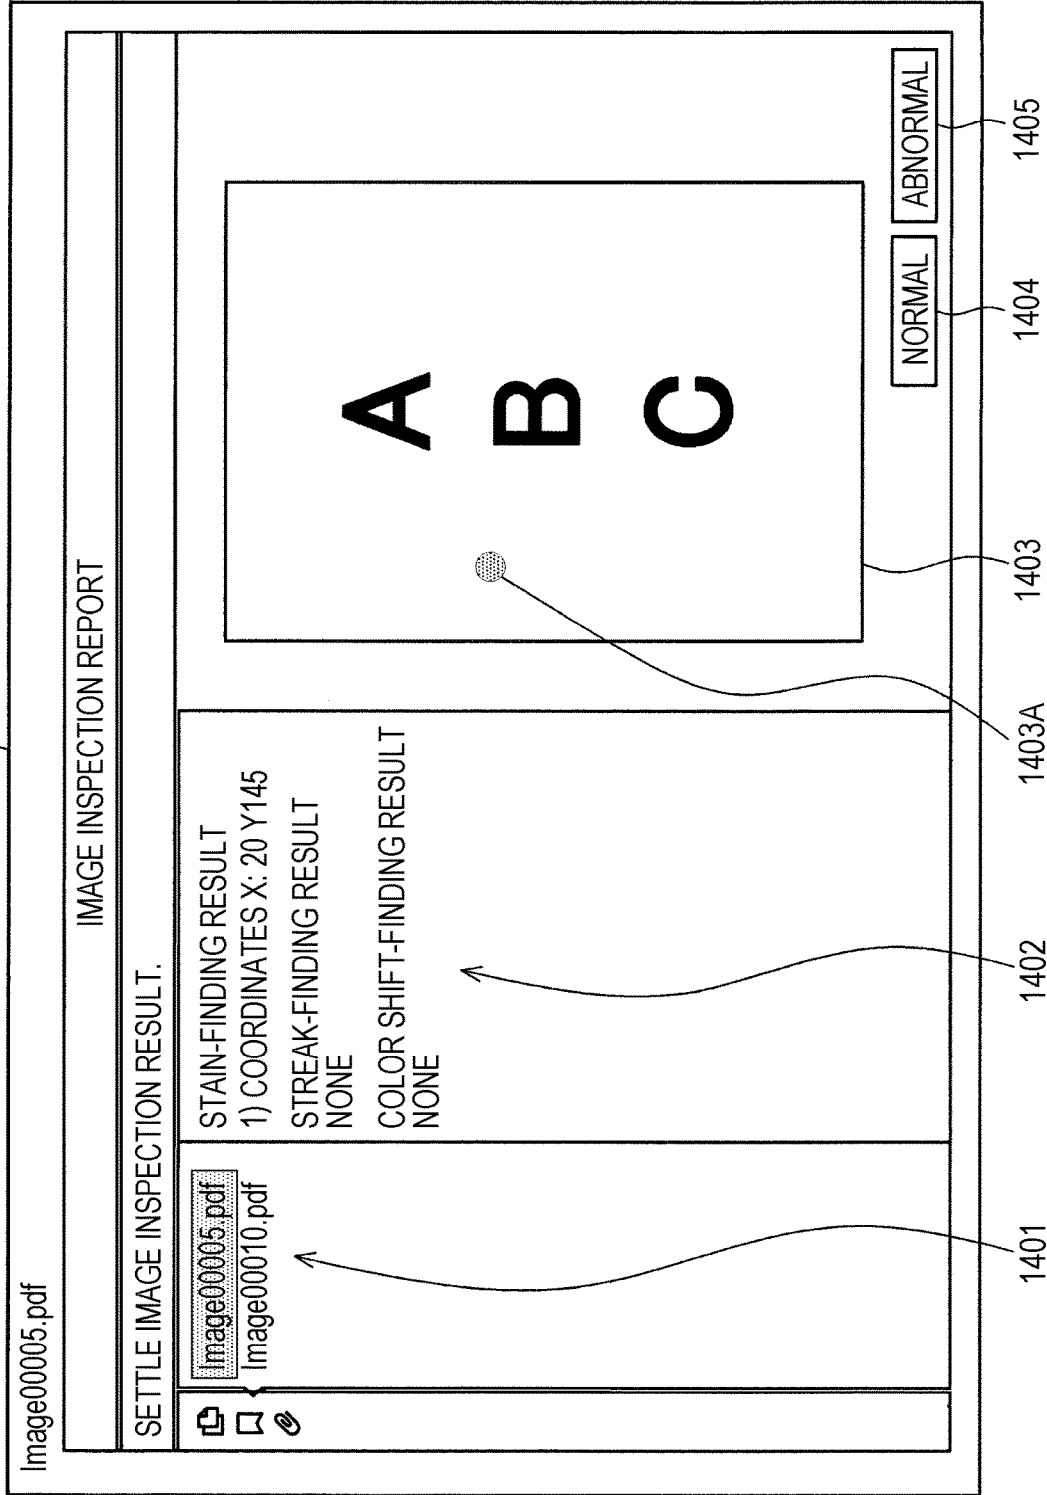 Image00005.pdf
IMAGE INSPECTION REPORT
SETTLE IMAGE INSPECTION RESULT.
Image00005.pdf
Image00010.pdf
STAIN-FINDING RESULT
1) COORDINATES X: 20 Y145
STREAK-FINDING RESULT
NONE
COLOR SHIFT-FINDING RESULT
NONE
A
B
C
NORMAL
ABNORMAL
1401
1402
1403A
1403
1404
1405